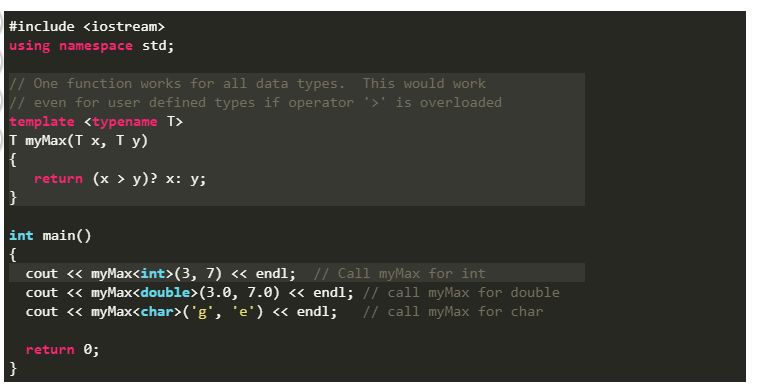 #include <iostream>
using namespace std;
// One function works for all data types.  This would work
// even for user defined types if operator '>' is overloaded
template <typename T>
T myMax(T x, T y)
{
   return (x > y)? x: y;
}
int main()
{
  cout << myMax<int>(3, 7) << endl;  // Call myMax for int
  cout << myMax<double>(3.0, 7.0) << endl; // call myMax for double
  cout << myMax<char>('g', 'e') << endl;   // call myMax for char
  return 0;
}